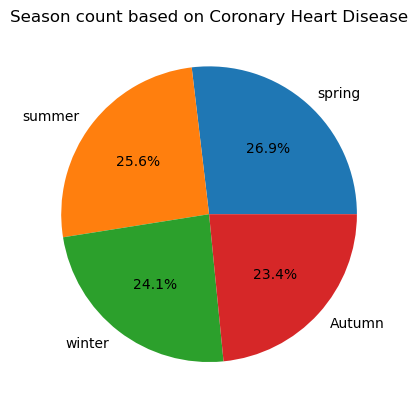 Season count based on Coronary Heart Disease
spring
summer
26.9%
25.6%
24.1%
23.4%
winter
Autumn